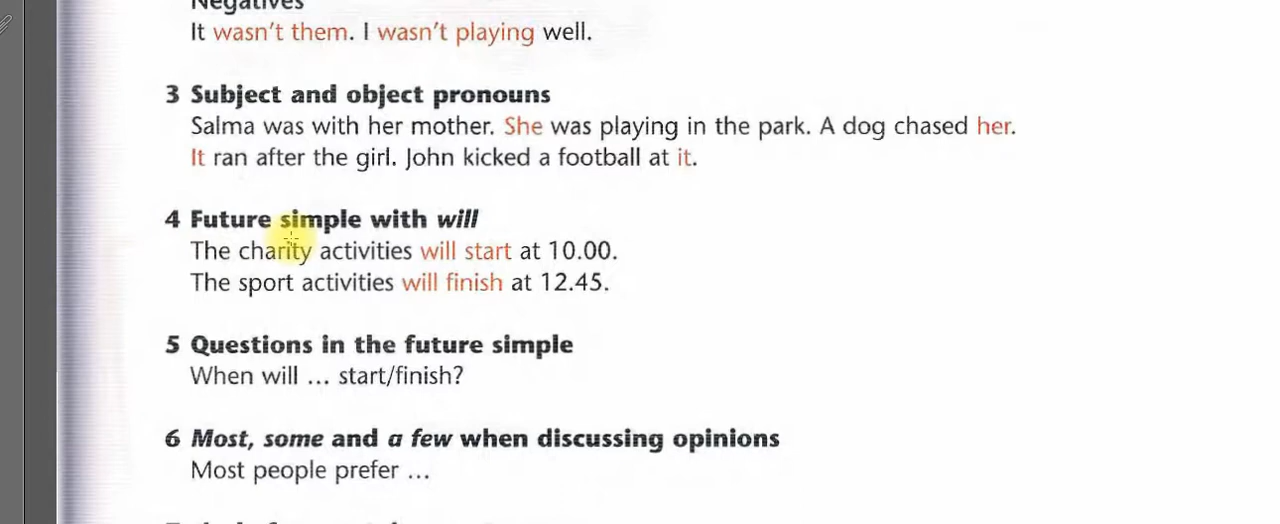 Negatives
It wasn't them. I wasn't playing well.
3 Subject and object pronouns
Salma was with her mother. She was playing in the park. A dog chased her.
It ran after the girl. John kicked a football at it.
4 Future simple with will
The charity activities will start at 10.00.
The sport activities will finish at 12.45.
5 Questions in the future simple
When will ... start/finish?
6 Most, some and a few when discussing opinions
Most people prefer ...